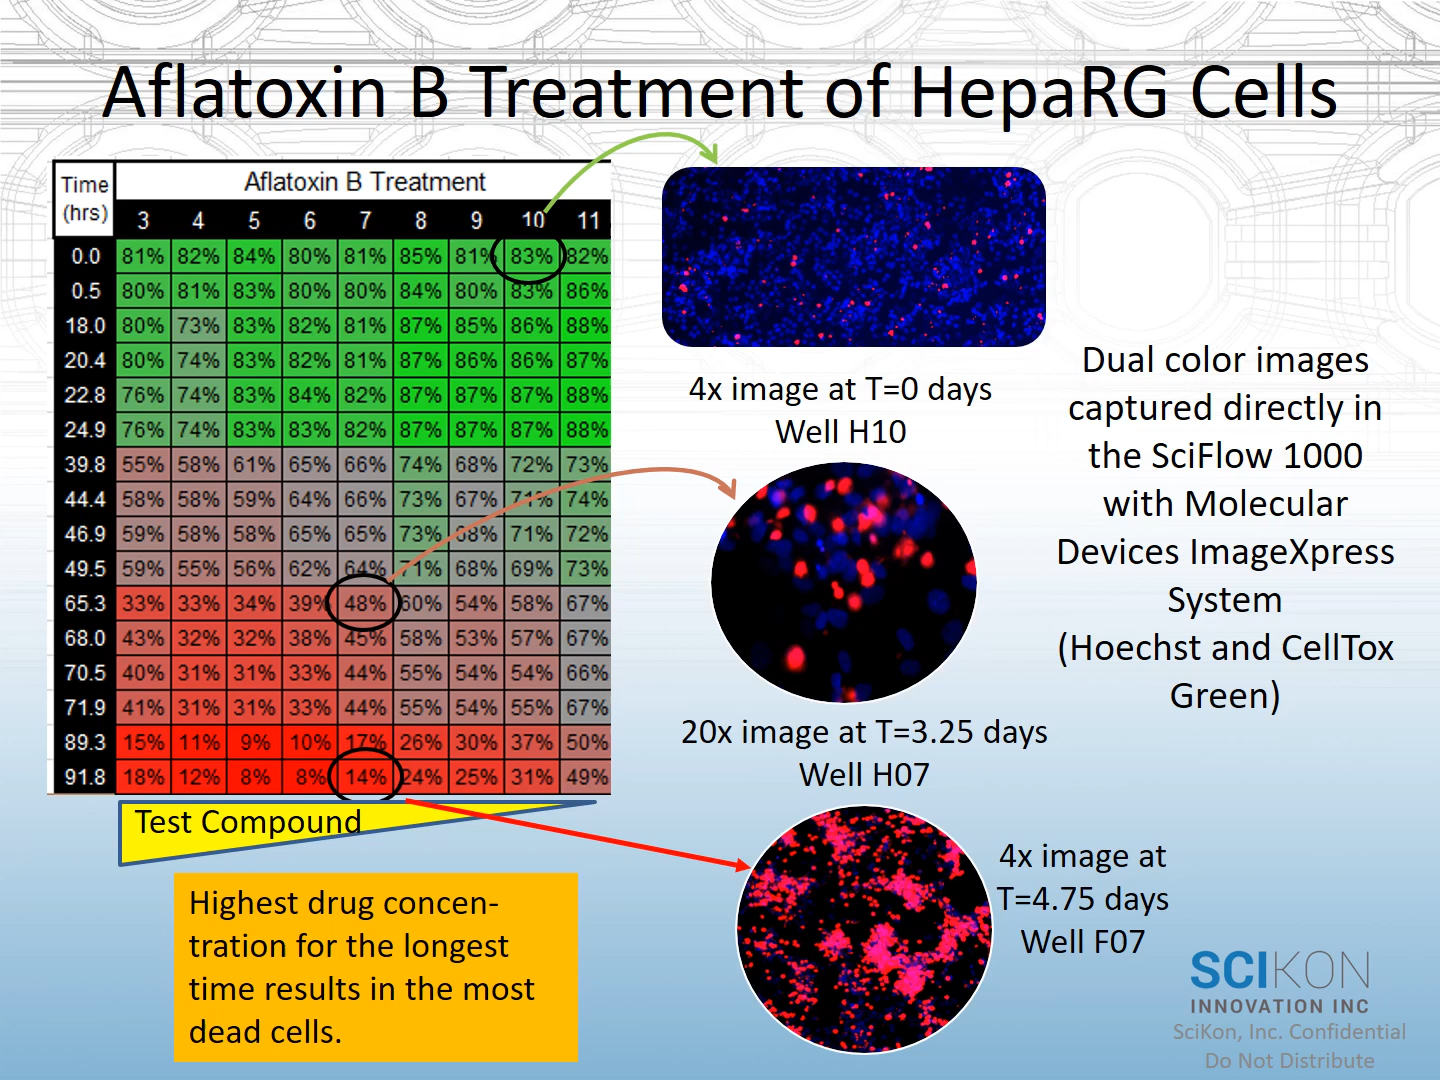 Aflatoxin B Treatment of HepaRG Cells
Time
(hrs)
Aflatoxin B Treatment
3 4 5 6 7 8 9 10 11
0.0 81% 82% 84% 80% 81% 85% 81% 83% 82%
0.5 80% 81% 83% 80% 80% 84% 80% 83% 86%
18.0 80% 73% 83% 82% 81% 87% 85% 86% 88%
20.4 80% 74% 83% 82% 81% 87% 86% 86% 87%
22.8 76% 74% 83% 84% 82% 87% 87% 87% 88%
24.9 76% 74% 83% 83% 82% 87% 87% 87% 88%
39.8 55% 58% 61% 65% 66% 74% 68% 72% 73%
44.4 58% 58% 59% 64% 66% 73% 67% 71% 74%
46.9 59% 58% 58% 65% 65% 73% 68% 71% 72%
49.5 59% 55% 56% 62% 64% 71% 68% 69% 73%
65.3 33% 33% 34% 39% 48% 60% 54% 58% 67%
68.0 43% 32% 32% 38% 45% 58% 53% 57% 67%
70.5 40% 31% 31% 33% 44% 55% 54% 54% 66%
71.9 41% 31% 31% 33% 44% 55% 54% 55% 67%
89.3 15% 11% 9% 10% 17% 26% 30% 37% 50%
91.8 18% 12% 8% 8% 14% 24% 25% 31% 49%
Test Compound
Highest drug concen-
tration for the longest
time results in the most
dead cells.
4x image at T=0 days
Well H10
20x image at T=3.25 days
Well H07
4x image at
T=4.75 days
Well F07
Dual color images
captured directly in
the SciFlow 1000
with Molecular
Devices ImageXpress
System
(Hoechst and CellTox
Green)
SCIKON
INNOVATION INC
SciKon, Inc. Confidential
Do Not Distribute